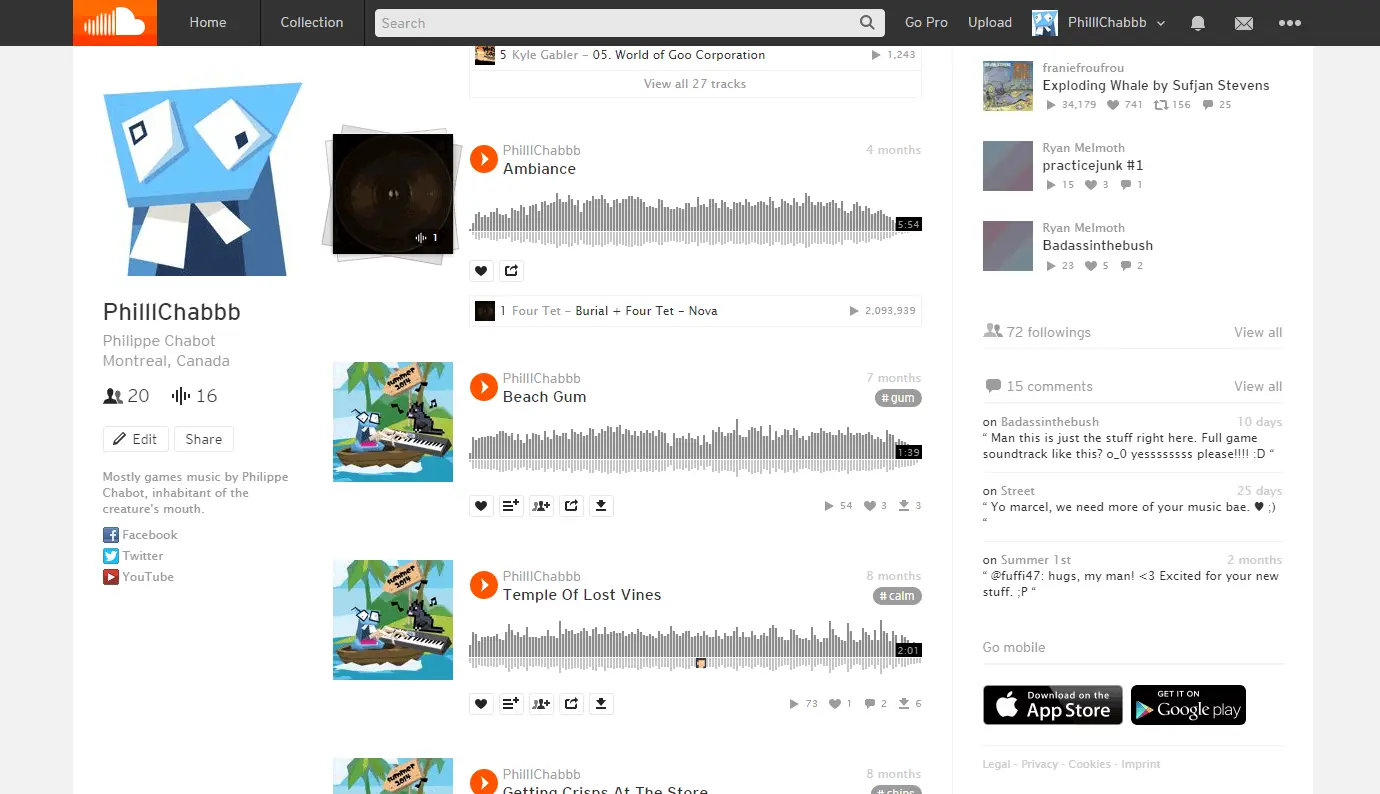 Home
Collection
Search
Go Pro
Upload
PhilllChabbb
5 Kyle Gabler – 05. World of Goo Corporation
1,243
View all 27 tracks
PhilllChabbb
Philippe Chabot
Montreal, Canada
20
16
Edit
Share
Mostly games music by Philippe
Chabot, inhabitant of the
creature's mouth.
Facebook
Twitter
YouTube
PhilllChabbb
4 months
Ambiance
5:54
1
1 Four Tet – Burial + Four Tet - Nova
2,093,939
PhilllChabbb
7 months
Beach Gum
# gum
summer
2014
1:39
54
3
3
PhilllChabbb
8 months
Temple Of Lost Vines
# calm
summer
2014
2:01
73
1
2
6
PhilllChabbb
8 months
Getting Crisps At The Store
# chips
summer
2014
franiefroufrou
Exploding Whale by Sufjan Stevens
34,179
741
156
25
Ryan Melmoth
practicejunk #1
15
3
1
Ryan Melmoth
Badassinthebush
23
5
2
72 followings
View all
15 comments
View all
on Badassinthebush
10 days
“ Man this is just the stuff right here. Full game
soundtrack like this? o_0 yessssssss please!!!! :D “
on Street
25 days
“ Yo marcel, we need more of your music bae. ♥ ;)
“
on Summer 1st
2 months
“ @fuffi47: hugs, my man! <3 Excited for your new
stuff. ;P “
Go mobile
Download on the
App Store
GET IT ON
Google play
Legal - Privacy - Cookies - Imprint